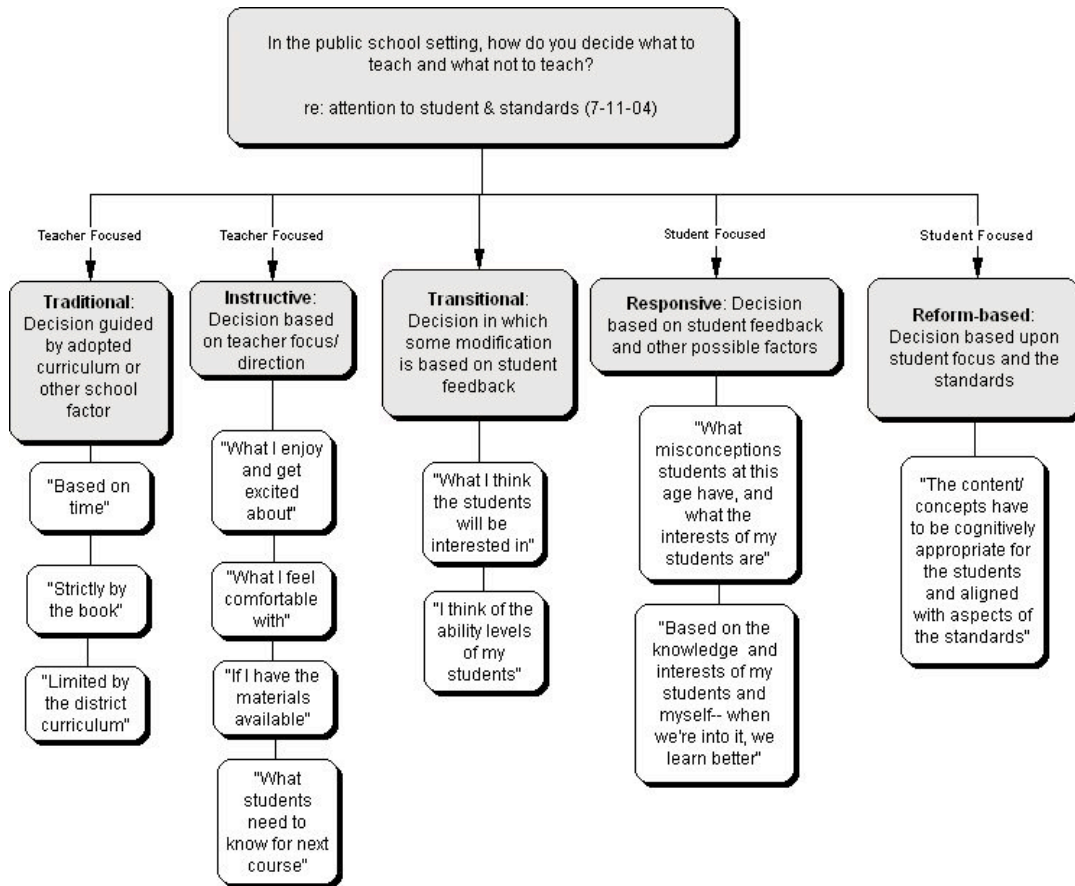 In the public school setting, how do you decide what to
teach and what not to teach?
re: attention to student & standards (7-11-04)
Teacher Focused
Traditional:
Decision guided
by adopted
curriculum or
other school
factor
"Based on
time"
"Strictly by
the book"
"Limited by
the district
curriculum"
Teacher Focused
Instructive:
Decision based
on teacher focus/
direction
"What I enjoy
and get
excited
about"
"What I feel
comfortable
with"
"If I have the
materials
available"
"What
students
need to
know for next
course"
Transitional:
Decision in which
some modification
is based on student
feedback
"What I think
the students
will be
interested in"
"I think of the
ability levels
of my
students"
Student Focused
Responsive: Decision
based on student feedback
and other possible factors
"What
misconceptions
students at this
age have, and
what the
interests of my
students are"
"Based on the
knowledge and
interests of my
students and
myself-- when
we're into it, we
learn better"
Student Focused
Reform-based:
Decision based upon
student focus and the
standards
"The content/
concepts have
to be cognitively
appropriate for
the students
and aligned
with aspects of
the standards"